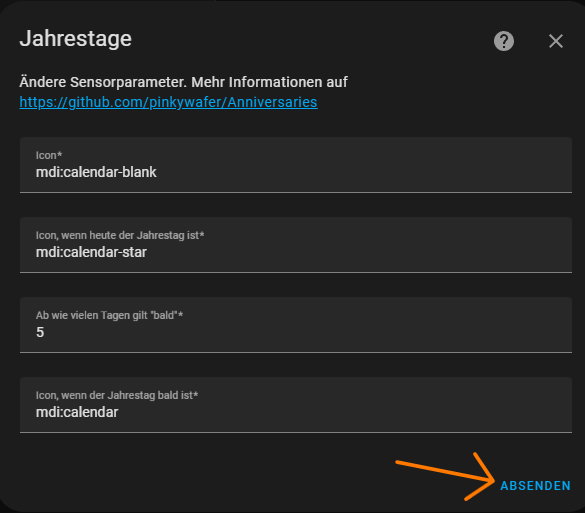 Jahrestage
Ändere Sensorparameter. Mehr Informationen auf
https://github.com/pinkywafer/Anniversaries
Icon*
mdi:calendar-blank
Icon, wenn heute der Jahrestag ist*
mdi:calendar-star
Ab wie vielen Tagen gilt "bald"*
5
Icon, wenn der Jahrestag bald ist*
mdi:calendar
ABSENDEN